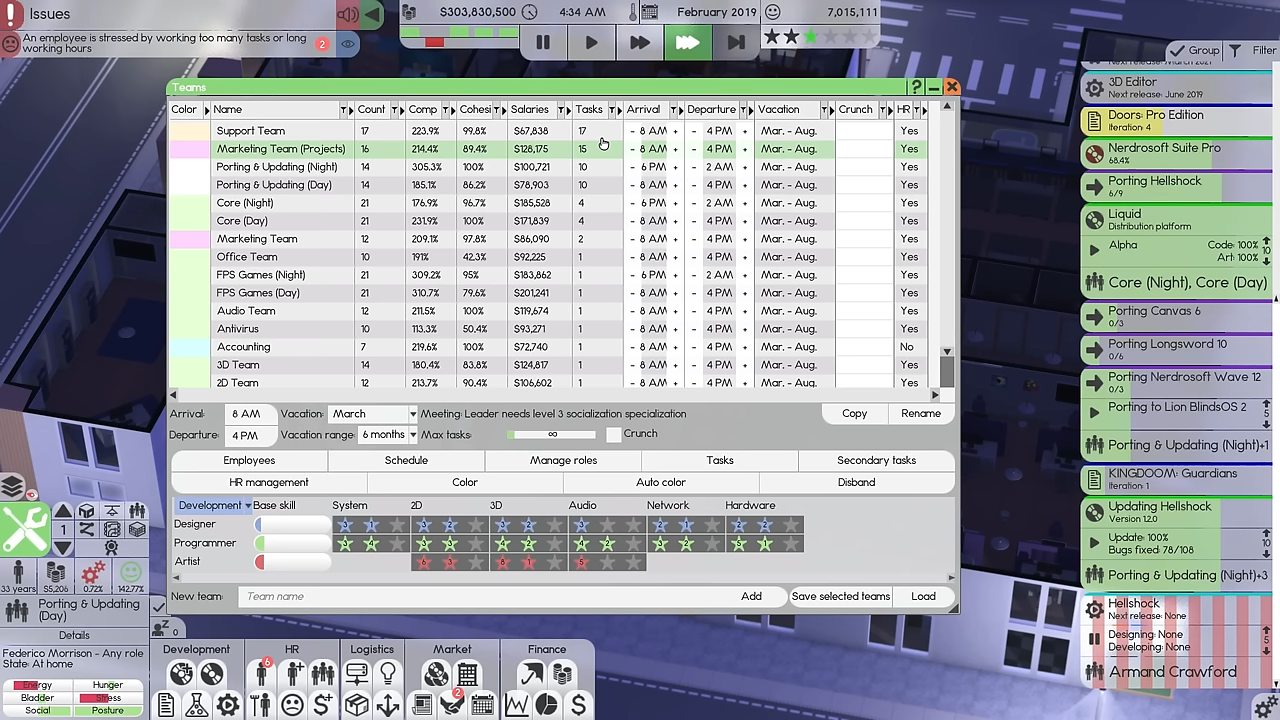 Issues
An employee is stressed by working too many tasks or long
working hours
2
$303,830,500
4:34 AM
February 2019
7,015,111
Group
Filter
Teams
?
Color Name Count Comp Cohesi Salaries Tasks Arrival Departure Vacation Crunch HR
Support Team 17 223.9% 99.8% $67,838 17 - 8 AM + - 4 PM + Mar. - Aug. Yes
Marketing Team (Projects) 16 214.4% 89.4% $128,175 15 - 8 AM + - 4 PM + Mar. - Aug. Yes
Porting & Updating (Night) 14 305.3% 100% $100,721 10 - 6 PM + - 2 AM + Mar. - Aug. Yes
Porting & Updating (Day) 14 185.1% 86.2% $78,903 10 - 8 AM + - 4 PM + Mar. - Aug. Yes
Core (Night) 21 176.9% 96.7% $185,528 4 - 6 PM + - 2 AM + Mar. - Aug. Yes
Core (Day) 21 231.9% 100% $171,839 4 - 8 AM + - 4 PM + Mar. - Aug. Yes
Marketing Team 12 209.1% 97.8% $86,090 2 - 8 AM + - 4 PM + Mar. - Aug. Yes
Office Team 10 191% 42.3% $92,225 1 - 8 AM + - 4 PM + Mar. - Aug. Yes
FPS Games (Night) 21 309.2% 95% $183,862 1 - 6 PM + - 2 AM + Mar. - Aug. Yes
FPS Games (Day) 21 310.7% 79.6% $201,241 1 - 8 AM + - 4 PM + Mar. - Aug. Yes
Audio Team 12 211.5% 100% $119,674 1 - 8 AM + - 4 PM + Mar. - Aug. Yes
Antivirus 10 113.3% 50.4% $93,271 1 - 8 AM + - 4 PM + Mar. - Aug. Yes
Accounting 7 219.6% 100% $72,740 1 - 8 AM + - 4 PM + Mar. - Aug. No
3D Team 14 180.4% 83.8% $124,817 1 - 8 AM + - 4 PM + Mar. - Aug. Yes
2D Team 12 213.7% 90.4% $106,602 1 - 8 AM + - 4 PM + Mar. - Aug. Yes
Arrival: 8 AM Vacation: March Meeting: Leader needs level 3 socialization specialization Copy Rename
Departure: 4 PM Vacation range: 6 months Max tasks: ∞ Crunch
Employees Schedule Manage roles Tasks Secondary tasks
HR management Color Auto color Disband
Development Base skill System 2D 3D Audio Network Hardware
Designer
Programmer
Artist
New team: Team name Add Save selected teams Load
3D Editor
Next release: June 2019
Doors: Pro Edition
Iteration: 4
Nerdrosoft Suite Pro
68.4%
Porting Hellshock
6/9
Liquid
Distribution platform
Alpha
Code: 100%
Art: 100%
10
Core (Night), Core (Day)
Porting Canvas 6
0/3
Porting Longsword 10
0/6
Porting Nerdrosoft Wave 12
0/3
Porting to Lion BlindsOS 2
5
Porting & Updating (Night)+1
KINGDOOM: Guardians
Iteration: 1
Updating Hellshock
Version 1.2.0
Update: 100%
Bugs fixed: 78/108
10
Porting & Updating (Night)+3
Hellshock
Next release: None
Designing: None
Developing: None
5
Armand Crawford
1
33 years
$5,206
0.72%
142.77%
Porting & Updating
(Day)
Details
Federico Morrison - Any role
State: At home
Energy Hunger
Bladder Stress
Social Posture
Z 0
Development HR Logistics Market Finance
6
2